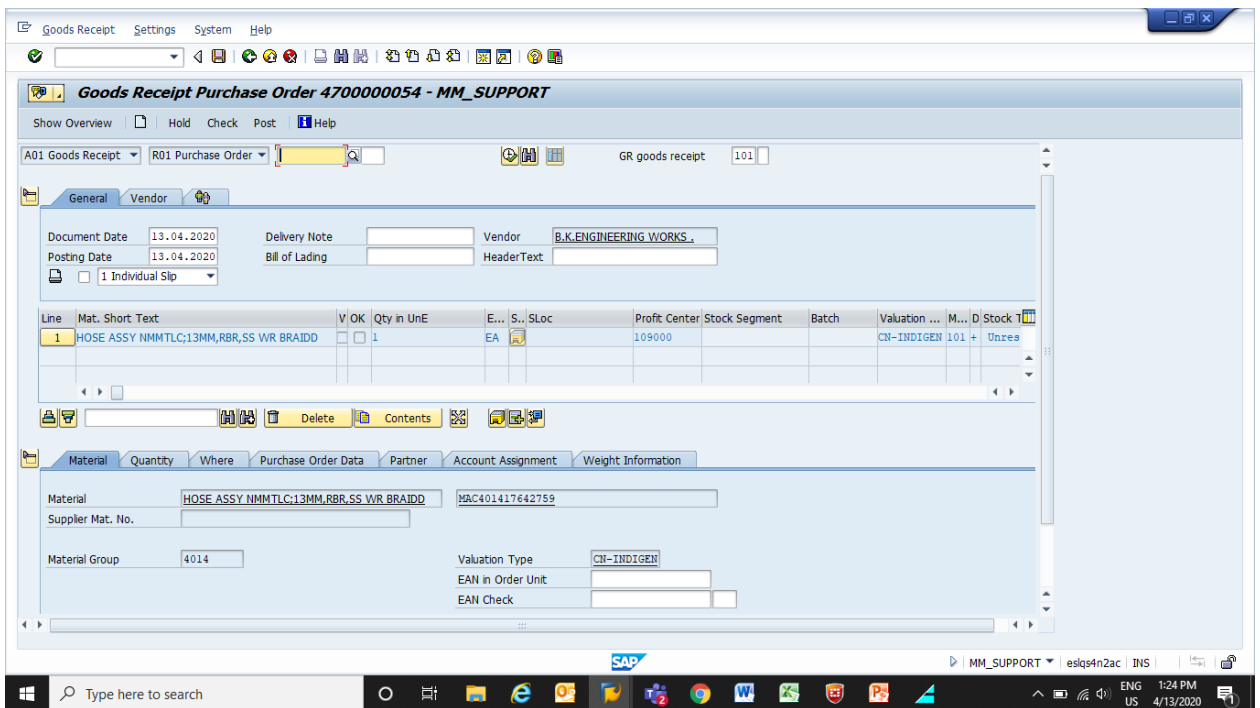 Goods Receipt Settings System Help
Goods Receipt Purchase Order 4700000054 - MM_SUPPORT
Show Overview Hold Check Post Help
A01 Goods Receipt R01 Purchase Order GR goods receipt 101
General Vendor
Document Date 13.04.2020 Delivery Note Vendor B.K.ENGINEERING WORKS .
Posting Date 13.04.2020 Bill of Lading HeaderText
1 Individual Slip
Line Mat. Short Text V OK Qty in UnE E... S.. SLoc Profit Center Stock Segment Batch Valuation ... M... D Stock T
1 HOSE ASSY NMMTLC;13MM,RBR,SS WR BRAIDD 1 EA 109000 CN-INDIGEN 101 + Unres
Delete Contents
Material Quantity Where Purchase Order Data Partner Account Assignment Weight Information
Material HOSE ASSY NMMTLC;13MM,RBR,SS WR BRAIDD MAC401417642759
Supplier Mat. No.
Material Group 4014 Valuation Type CN-INDIGEN
EAN in Order Unit
EAN Check
SAP MM_SUPPORT eslqs4n2ac INS
Type here to search ENG 1:24 PM
US 4/13/2020